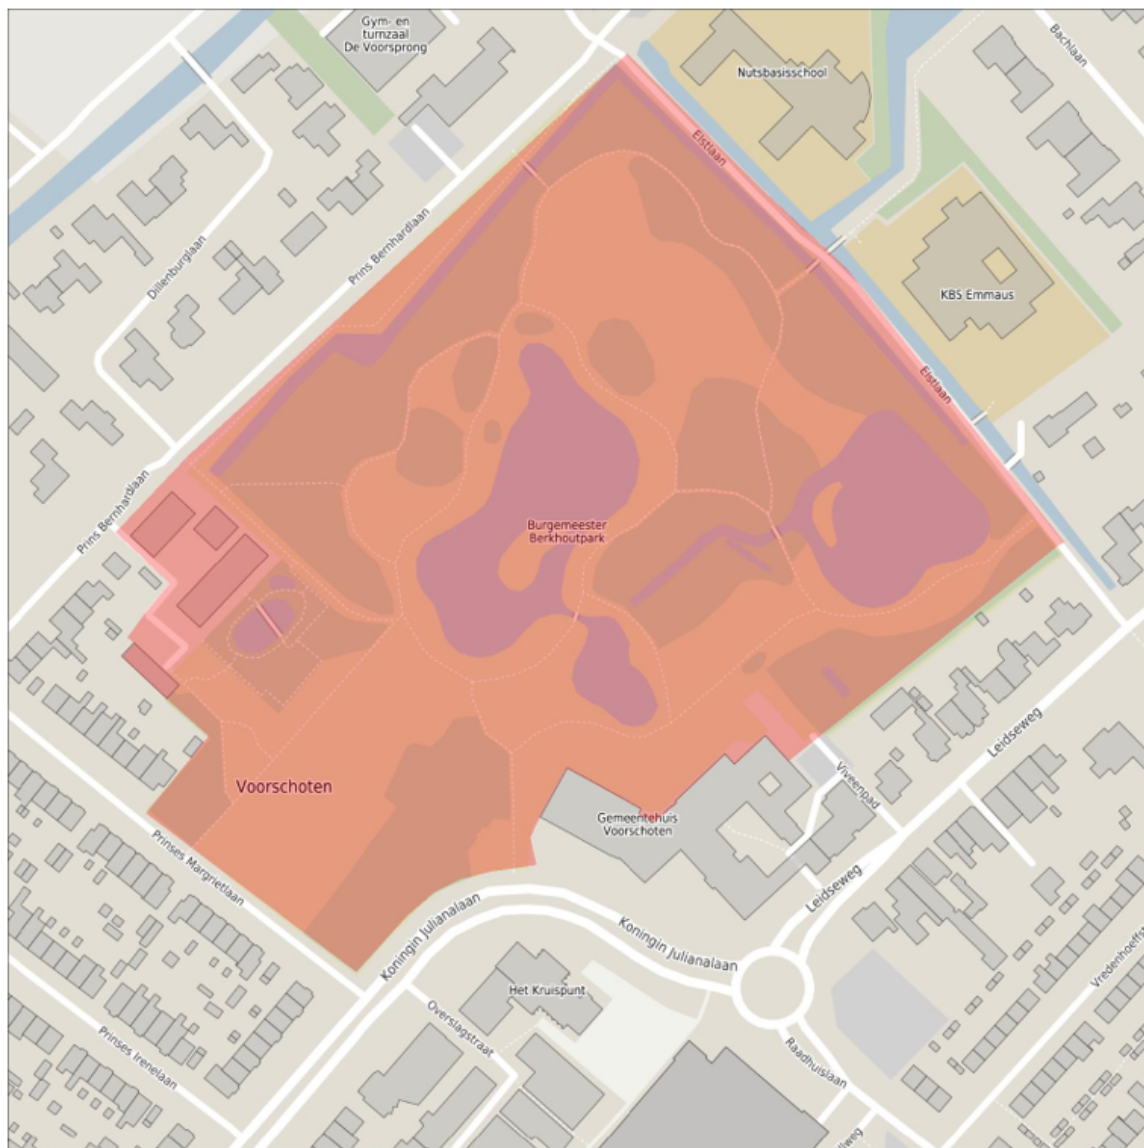 Gym- en
turnzaal
De Voorsprong
Bachlaan
Nutsbasisschool
Elstlaan
Prins Bernhardlaan
Dillenburglaan
KBS Emmaus
Elstlaan
Prins Bernhardlaan
Burgemeester
Berkhoutpark
Voorschoten
Leidseweg
Viveenpad
Gemeentehuis
Voorschoten
Prinses Margrietlaan
Leidseweg
Koningin Julianalaan
Koningin Julianalaan
Het Kruispunt
Overslagstraat
Prinses Irenelaan
Raadhuislaan